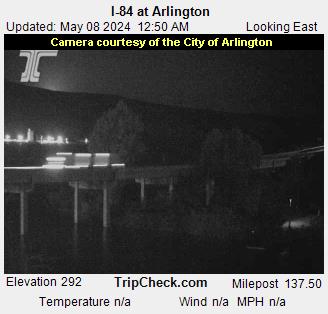 I-84 at Arlington
Updated: May 08 2024 12:50 AM Looking East
Camera courtesy of the City of Arlington
Elevation 292 TripCheck.com Milepost 137.50
Temperature n/a Wind n/a MPH n/a